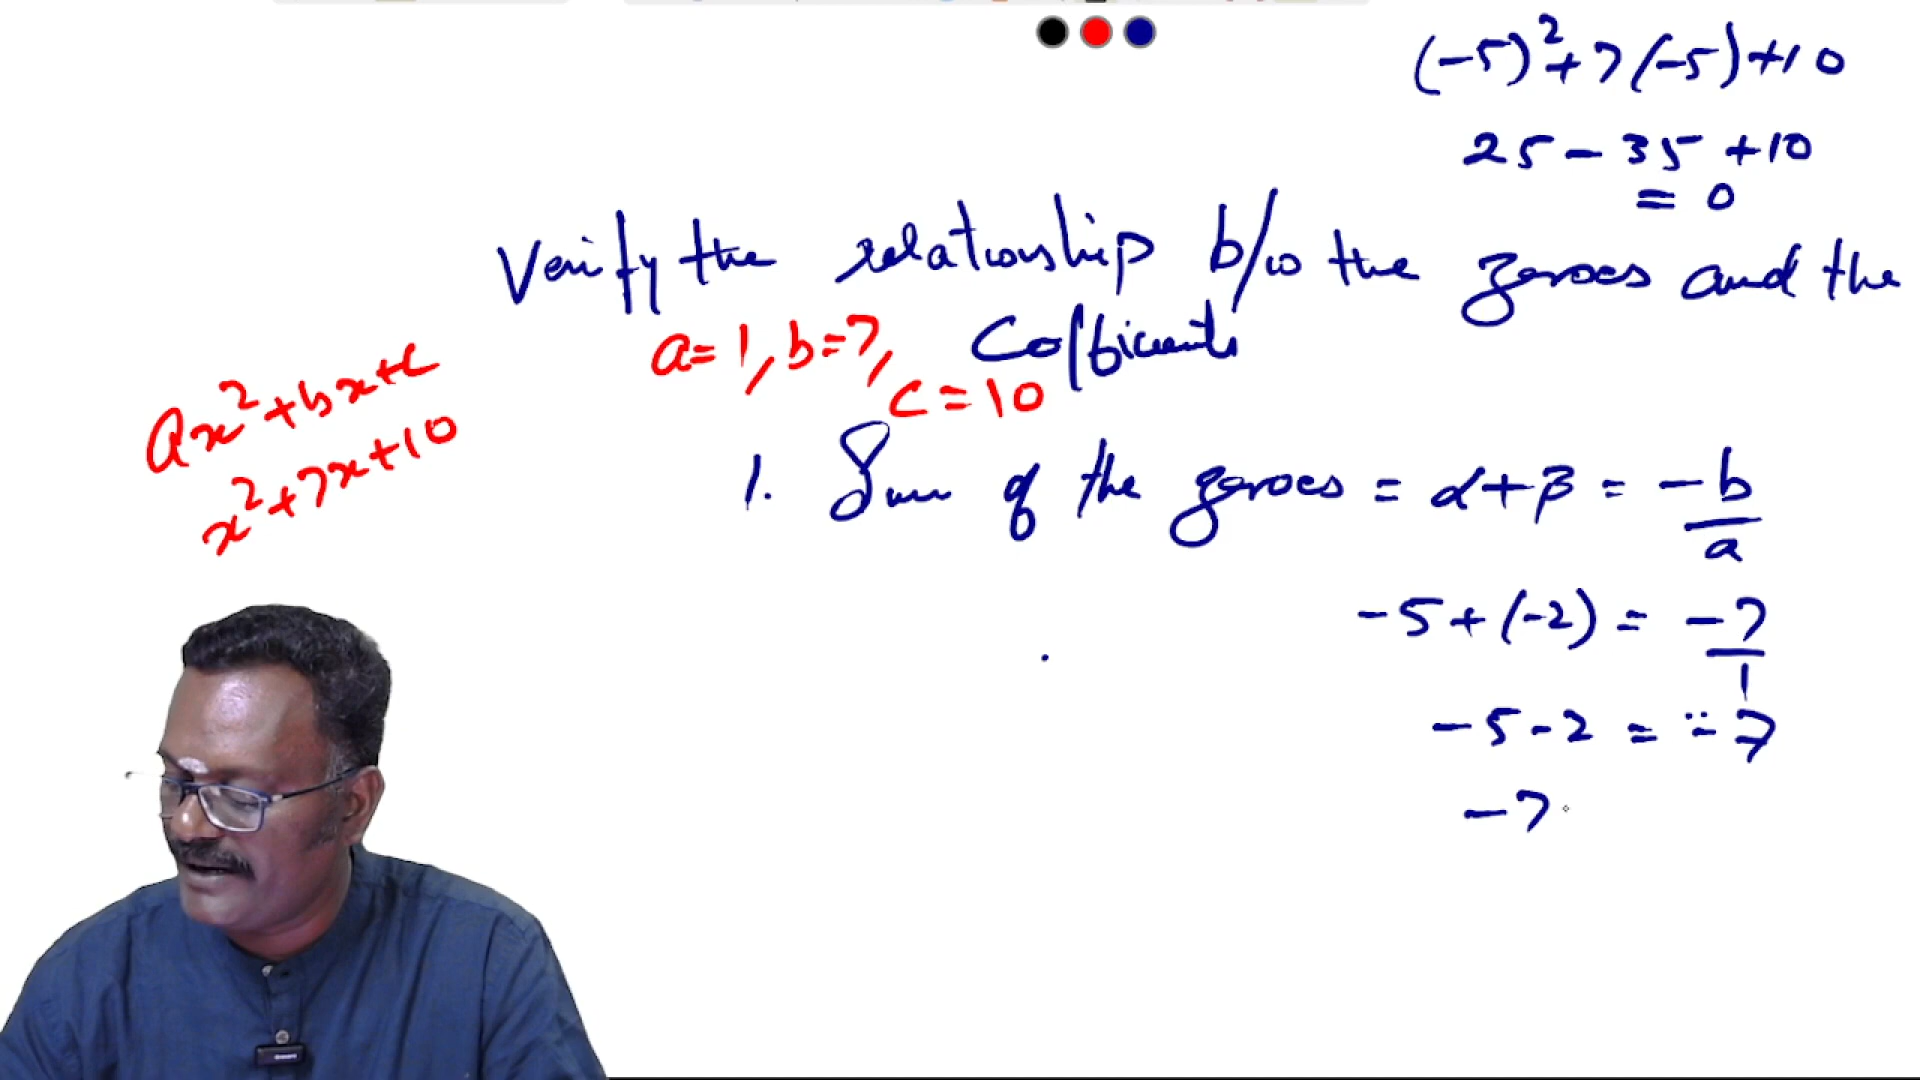 (-5)²+7(-5)+10
25-35+10
= 0
Verify the relationship b/w the zeroes and the
Cofficients
a=1, b=7,
c=10
ax²+bx+c
x²+7x+10
1. Sum of the zeroes = α+β = -b/a
-5+(-2) = -7/1
-5-2 = -7
-7